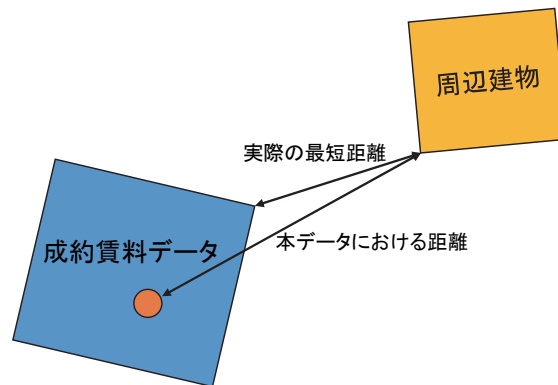 周辺建物
実際の最短距離
成約賃料データ
本データにおける距離